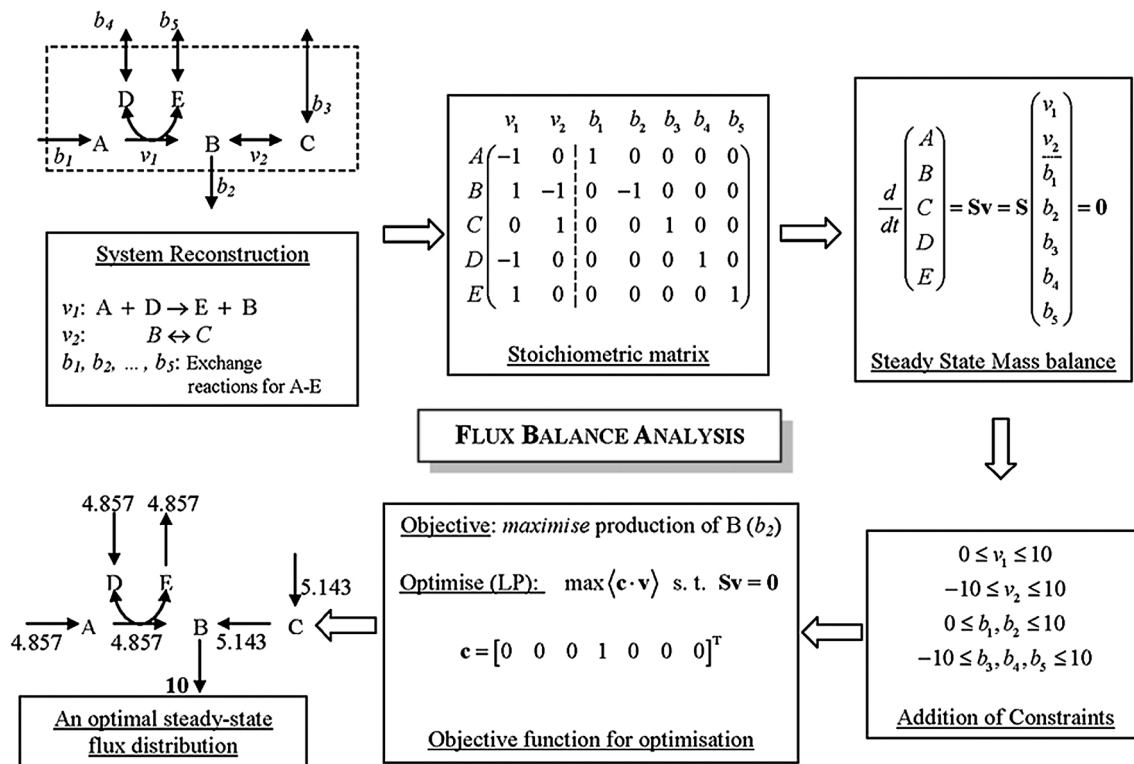 b4 b5
D E b3
b1 A v1 B v2 C
b2
System Reconstruction
v1: A + D → E + B
v2: B ↔ C
b1, b2, ... , b5: Exchange
reactions for A-E
v1 v2 b1 b2 b3 b4 b5
A −1 0 1 0 0 0 0
B 1 −1 0 −1 0 0 0
C 0 1 0 0 1 0 0
D −1 0 0 0 0 1 0
E 1 0 0 0 0 0 1
Stoichiometric matrix
d/dt (A B C D E) = Sv = S (v1 v2 b1 b2 b3 b4 b5) = 0
Steady State Mass balance
FLUX BALANCE ANALYSIS
0 ≤ v1 ≤ 10
−10 ≤ v2 ≤ 10
0 ≤ b1, b2 ≤ 10
−10 ≤ b3, b4, b5 ≤ 10
Addition of Constraints
Objective: maximise production of B (b2)
Optimise (LP): max⟨c·v⟩ s. t. Sv = 0
c = [0 0 0 1 0 0 0]T
Objective function for optimisation
4.857 4.857
D E 5.143
A B C
4.857 4.857 5.143
10
An optimal steady-state
flux distribution